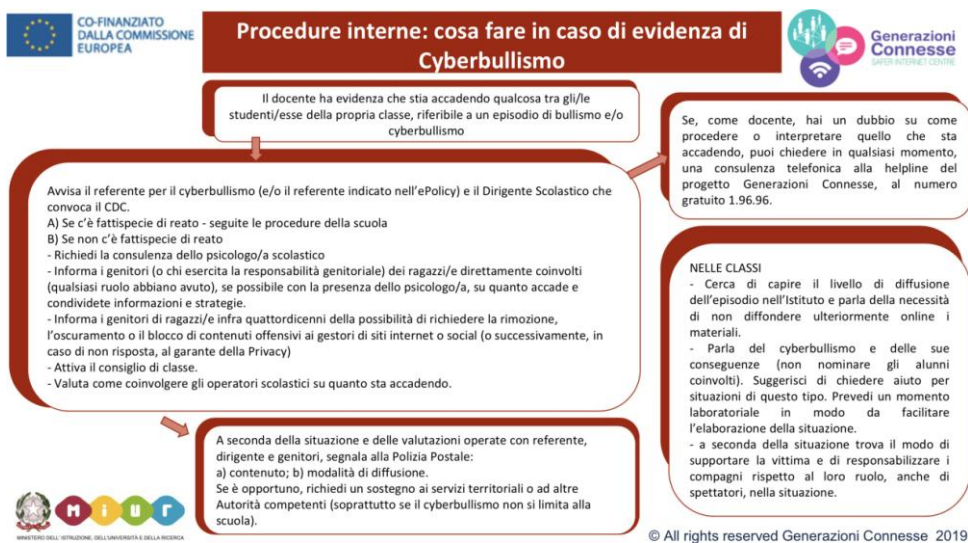 CO-FINANZIATO
DALLA COMMISSIONE
EUROPEA
Procedure interne: cosa fare in caso di evidenza di
Cyberbullismo
Generazioni
Connesse
SAFER INTERNET CENTRE
Il docente ha evidenza che stia accadendo qualcosa tra gli/le
studenti/esse della propria classe, riferibile a un episodio di bullismo e/o
cyberbullismo
Se, come docente, hai un dubbio su come
procedere o interpretare quello che sta
accadendo, puoi chiedere in qualsiasi momento,
una consulenza telefonica alla helpline del
progetto Generazioni Connesse, al numero
gratuito 1.96.96.
Avvisa il referente per il cyberbullismo (e/o il referente indicato nell'ePolicy) e il Dirigente Scolastico che
convoca il CDC.
A) Se c'è fattispecie di reato - seguite le procedure della scuola
B) Se non c'è fattispecie di reato
- Richiedi la consulenza dello psicologo/a scolastico
- Informa i genitori (o chi esercita la responsabilità genitoriale) dei ragazzi/e direttamente coinvolti
(qualsiasi ruolo abbiano avuto), se possibile con la presenza dello psicologo/a, su quanto accade e
condividete informazioni e strategie.
- Informa i genitori di ragazzi/e infra quattordicenni della possibilità di richiedere la rimozione,
l'oscuramento o il blocco di contenuti offensivi ai gestori di siti internet o social (o successivamente, in
caso di non risposta, al garante della Privacy)
- Attiva il consiglio di classe.
- Valuta come coinvolgere gli operatori scolastici su quanto sta accadendo.
NELLE CLASSI
- Cerca di capire il livello di diffusione
dell'episodio nell'Istituto e parla della necessità
di non diffondere ulteriormente online i
materiali.
- Parla del cyberbullismo e delle sue
conseguenze (non nominare gli alunni
coinvolti). Suggerisci di chiedere aiuto per
situazioni di questo tipo. Prevedi un momento
laboratoriale in modo da facilitare
l'elaborazione della situazione.
- a seconda della situazione trova il modo di
supportare la vittima e di responsabilizzare i
compagni rispetto al loro ruolo, anche di
spettatori, nella situazione.
A seconda della situazione e delle valutazioni operate con referente,
dirigente e genitori, segnala alla Polizia Postale:
a) contenuto; b) modalità di diffusione.
Se è opportuno, richiedi un sostegno ai servizi territoriali o ad altre
Autorità competenti (soprattutto se il cyberbullismo non si limita alla
scuola).
miur
MINISTERO DELL'ISTRUZIONE, DELL'UNIVERSITÀ E DELLA RICERCA
© All rights reserved Generazioni Connesse 2019